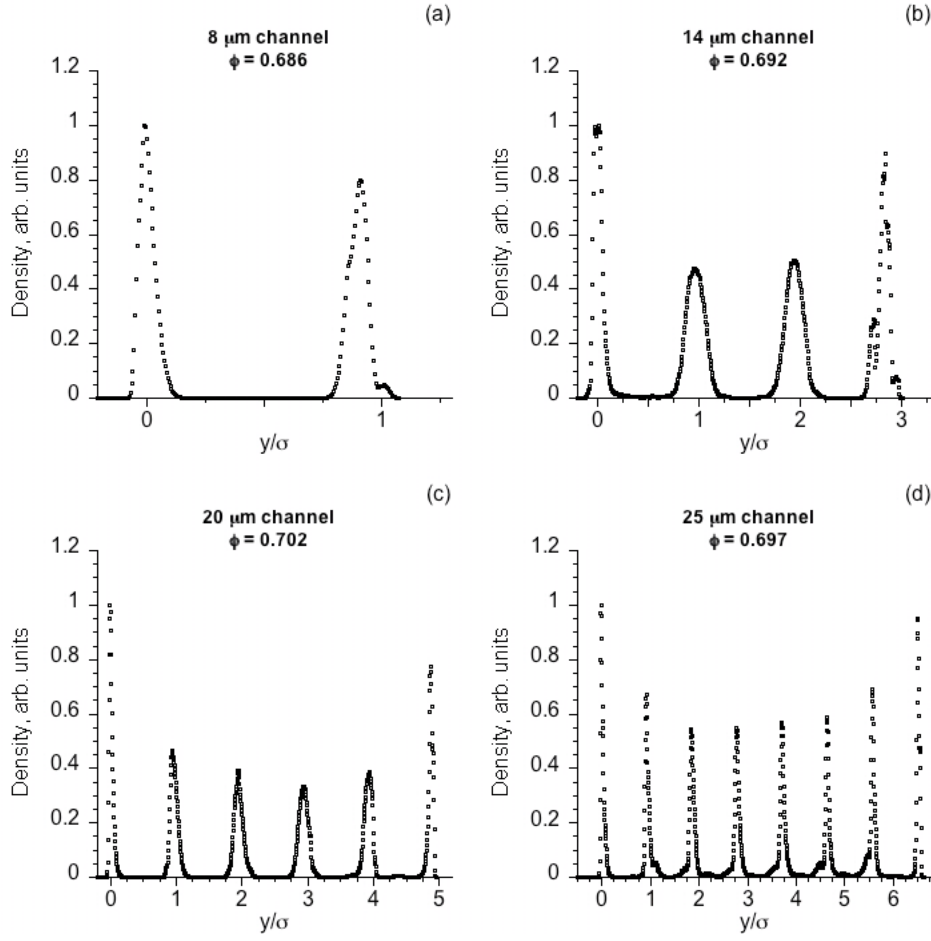 (a)
8 μm channel
ϕ = 0.686
1.2
1
0.8
0.6
0.4
0.2
0
Density, arb. units
0 1
y/σ
(b)
14 μm channel
ϕ = 0.692
1.2
1
0.8
0.6
0.4
0.2
0
Density, arb. units
0 1 2 3
y/σ
(c)
20 μm channel
ϕ = 0.702
1.2
1
0.8
0.6
0.4
0.2
0
Density, arb. units
0 1 2 3 4 5
y/σ
(d)
25 μm channel
ϕ = 0.697
1.2
1
0.8
0.6
0.4
0.2
0
Density, arb. units
0 1 2 3 4 5 6
y/σ